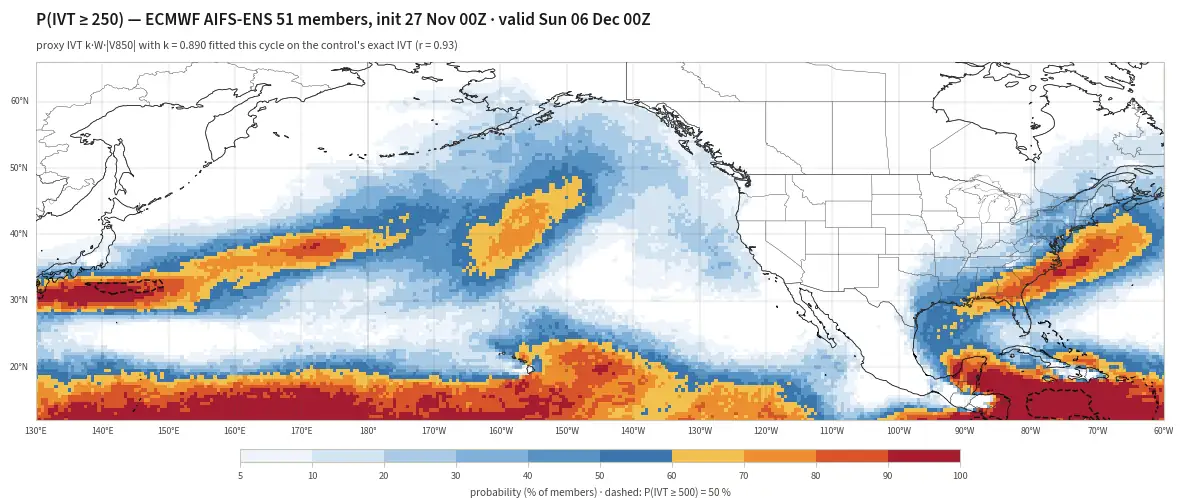 P(IVT ≥ 250) — ECMWF AIFS-ENS 51 members, init 27 Nov 00Z · valid Sun 06 Dec 00Z
proxy IVT k·W·|V850| with k = 0.890 fitted this cycle on the control's exact IVT (r = 0.93)
60°N
50°N
40°N
30°N
20°N
130°E 140°E 150°E 160°E 170°E 180° 170°W 160°W 150°W 140°W 130°W 120°W 110°W 100°W 90°W 80°W 70°W 60°W
5 10 20 30 40 50 60 70 80 90 100
probability (% of members) · dashed: P(IVT ≥ 500) = 50 %